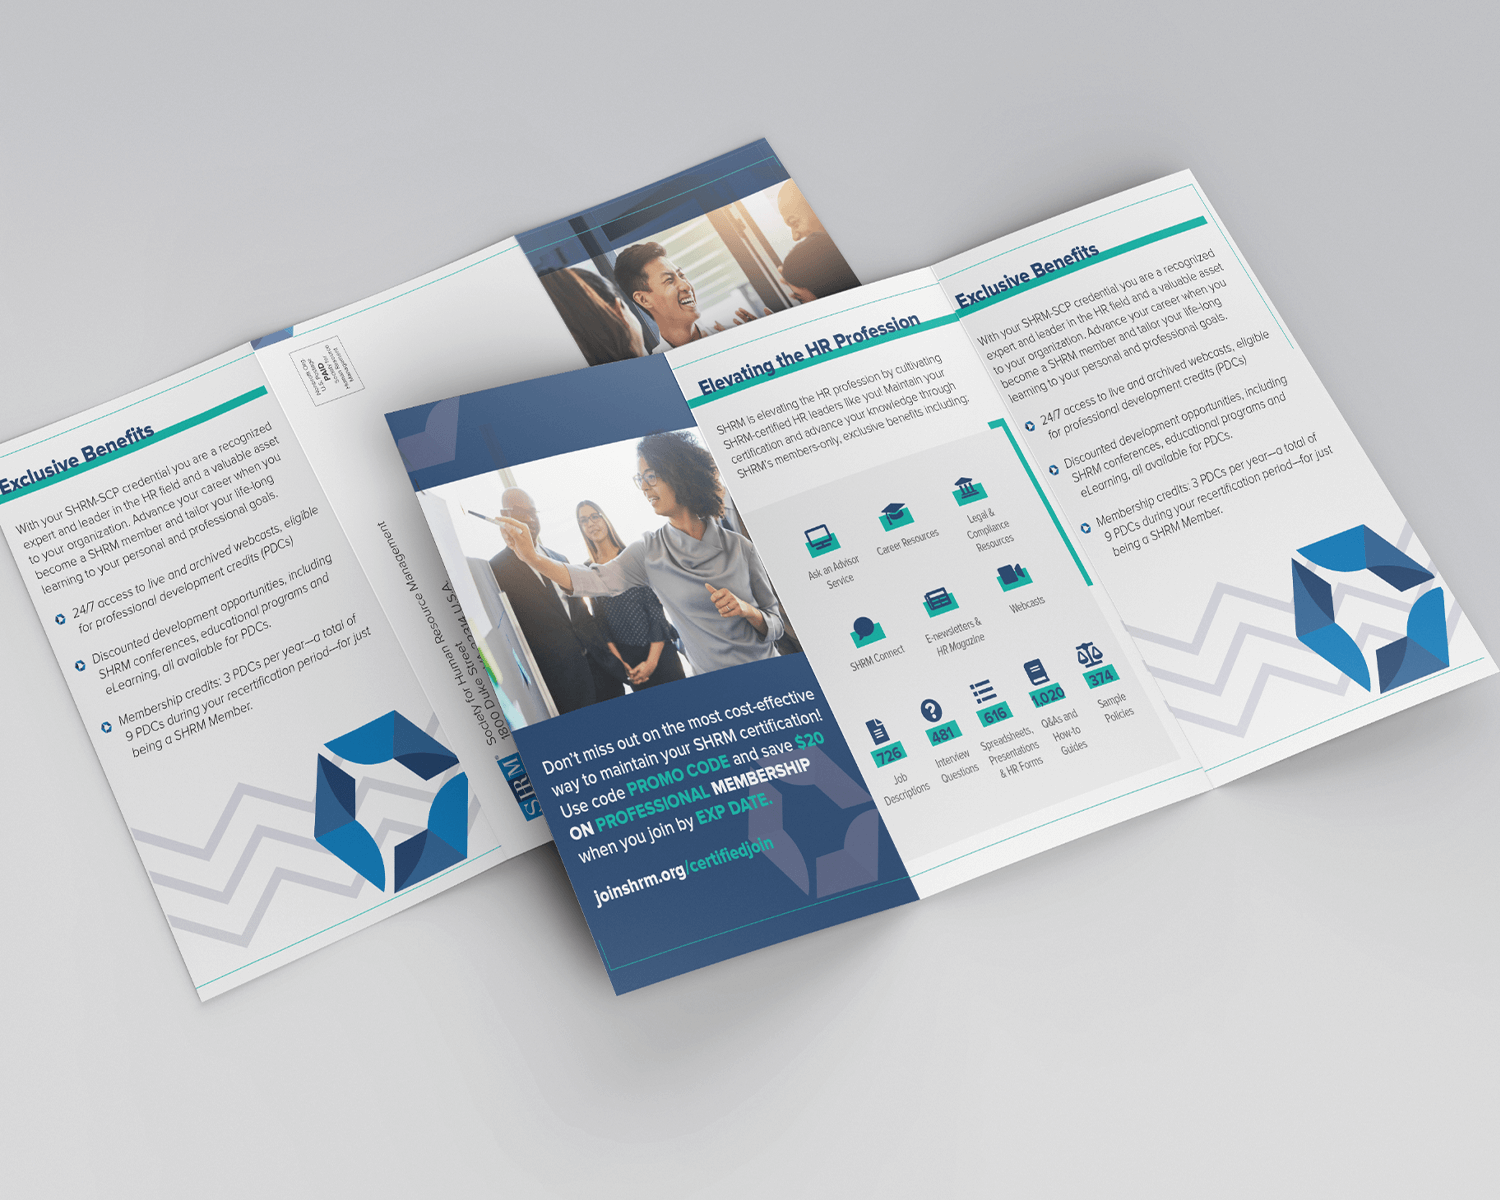 Exclusive Benefits
With your SHRM-SCP credential you are a recognized
expert and leader in the HR field and a valuable asset
to your organization. Advance your career when you
become a SHRM member and tailor your life-long
learning to your personal and professional goals.
24/7 access to live and archived webcasts, eligible
for professional development credits (PDCs)
Discounted development opportunities, including
SHRM conferences, educational programs and
eLearning, all available for PDCs.
Membership credits: 3 PDCs per year—a total of
9 PDCs during your recertification period—for just
being a SHRM Member.
U.S. Postage
PAID
Society for Human Resource Management
1800 Duke Street
SHRM
Don't miss out on the most cost-effective
way to maintain your SHRM certification!
Use code PROMO CODE and save $20
ON PROFESSIONAL MEMBERSHIP
when you join by EXP DATE.
joinshrm.org/certifiedjoin
Elevating the HR Profession
SHRM is elevating the HR profession by cultivating
SHRM-certified HR leaders like you! Maintain your
certification and advance your knowledge through
SHRM's members-only, exclusive benefits including:
Ask an Advisor
Service
Career Resources
Legal &
Compliance
Resources
SHRM Connect
E-newsletters &
HR Magazine
Webcasts
726
Job
Descriptions
481
Interview
Questions
616
Spreadsheets,
Presentations
& HR Forms
1,020
Q&As and
How-to
Guides
374
Sample
Policies
Exclusive Benefits
With your SHRM-SCP credential you are a recognized
expert and leader in the HR field and a valuable asset
to your organization. Advance your career when you
become a SHRM member and tailor your life-long
learning to your personal and professional goals.
24/7 access to live and archived webcasts, eligible
for professional development credits (PDCs)
Discounted development opportunities, including
SHRM conferences, educational programs and
eLearning, all available for PDCs.
Membership credits: 3 PDCs per year—a total of
9 PDCs during your recertification period—for just
being a SHRM Member.